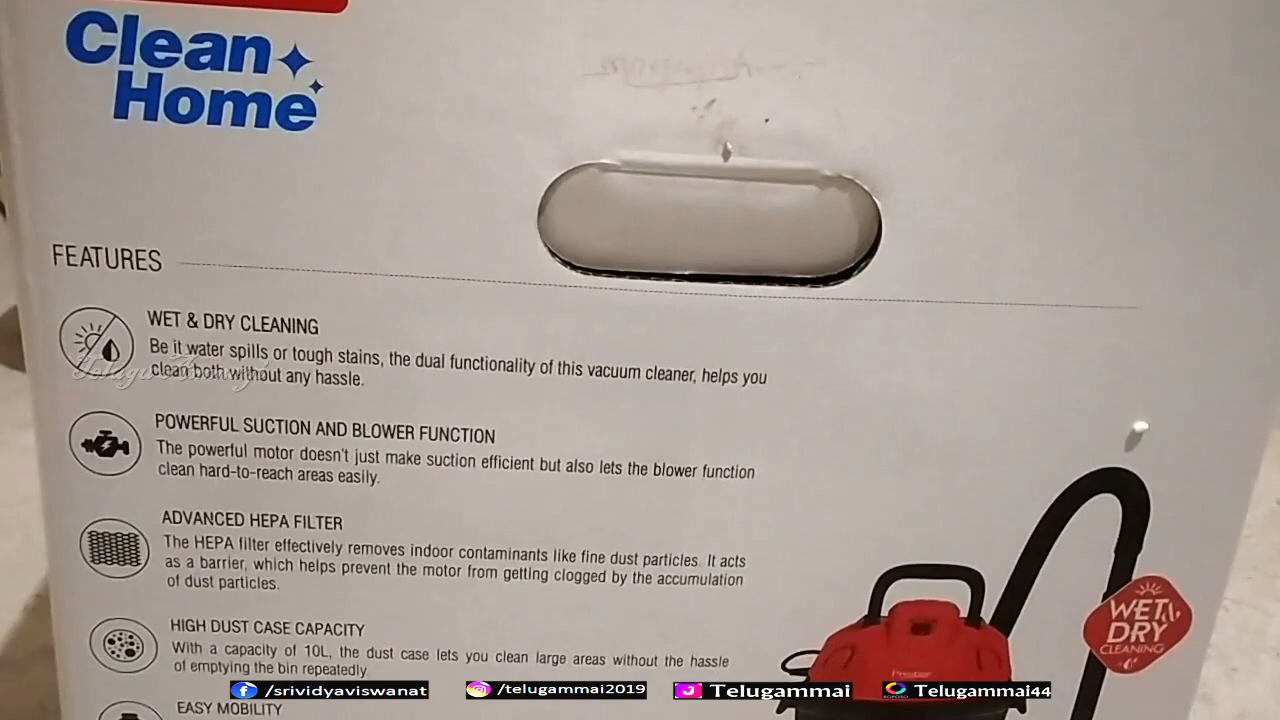 Clean
Home
FEATURES
WET & DRY CLEANING
Be it water spills or tough stains, the dual functionality of this vacuum cleaner, helps you
clean both without any hassle.
POWERFUL SUCTION AND BLOWER FUNCTION
The powerful motor doesn't just make suction efficient but also lets the blower function
clean hard-to-reach areas easily.
ADVANCED HEPA FILTER
The HEPA filter effectively removes indoor contaminants like fine dust particles. It acts
as a barrier, which helps prevent the motor from getting clogged by the accumulation
of dust particles.
HIGH DUST CASE CAPACITY
With a capacity of 10L, the dust case lets you clean large areas without the hassle
of emptying the bin repeatedly
EASY MOBILITY
Prestige
WET &
DRY
CLEANING
/srividyaviswanat
/telugammai2019
Telugammai
Telugammai44